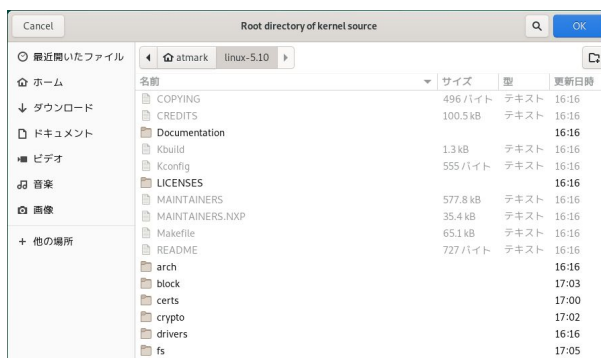 Cancel Root directory of kernel source OK
最近開いたファイル atmark linux-5.10
ホーム 名前 サイズ 型 更新日時
COPYING 496 バイト テキスト 16:16
ダウンロード CREDITS 100.5 kB テキスト 16:16
ドキュメント Documentation 16:16
Kbuild 1.3 kB テキスト 16:16
ビデオ Kconfig 555 バイト テキスト 16:16
音楽 LICENSES 16:16
MAINTAINERS 577.8 kB テキスト 16:16
画像 MAINTAINERS.NXP 35.4 kB テキスト 16:16
Makefile 65.1 kB テキスト 16:16
+ 他の場所 README 727 バイト テキスト 16:16
arch 16:16
block 17:03
certs 17:00
crypto 17:02
drivers 16:16
fs 17:05